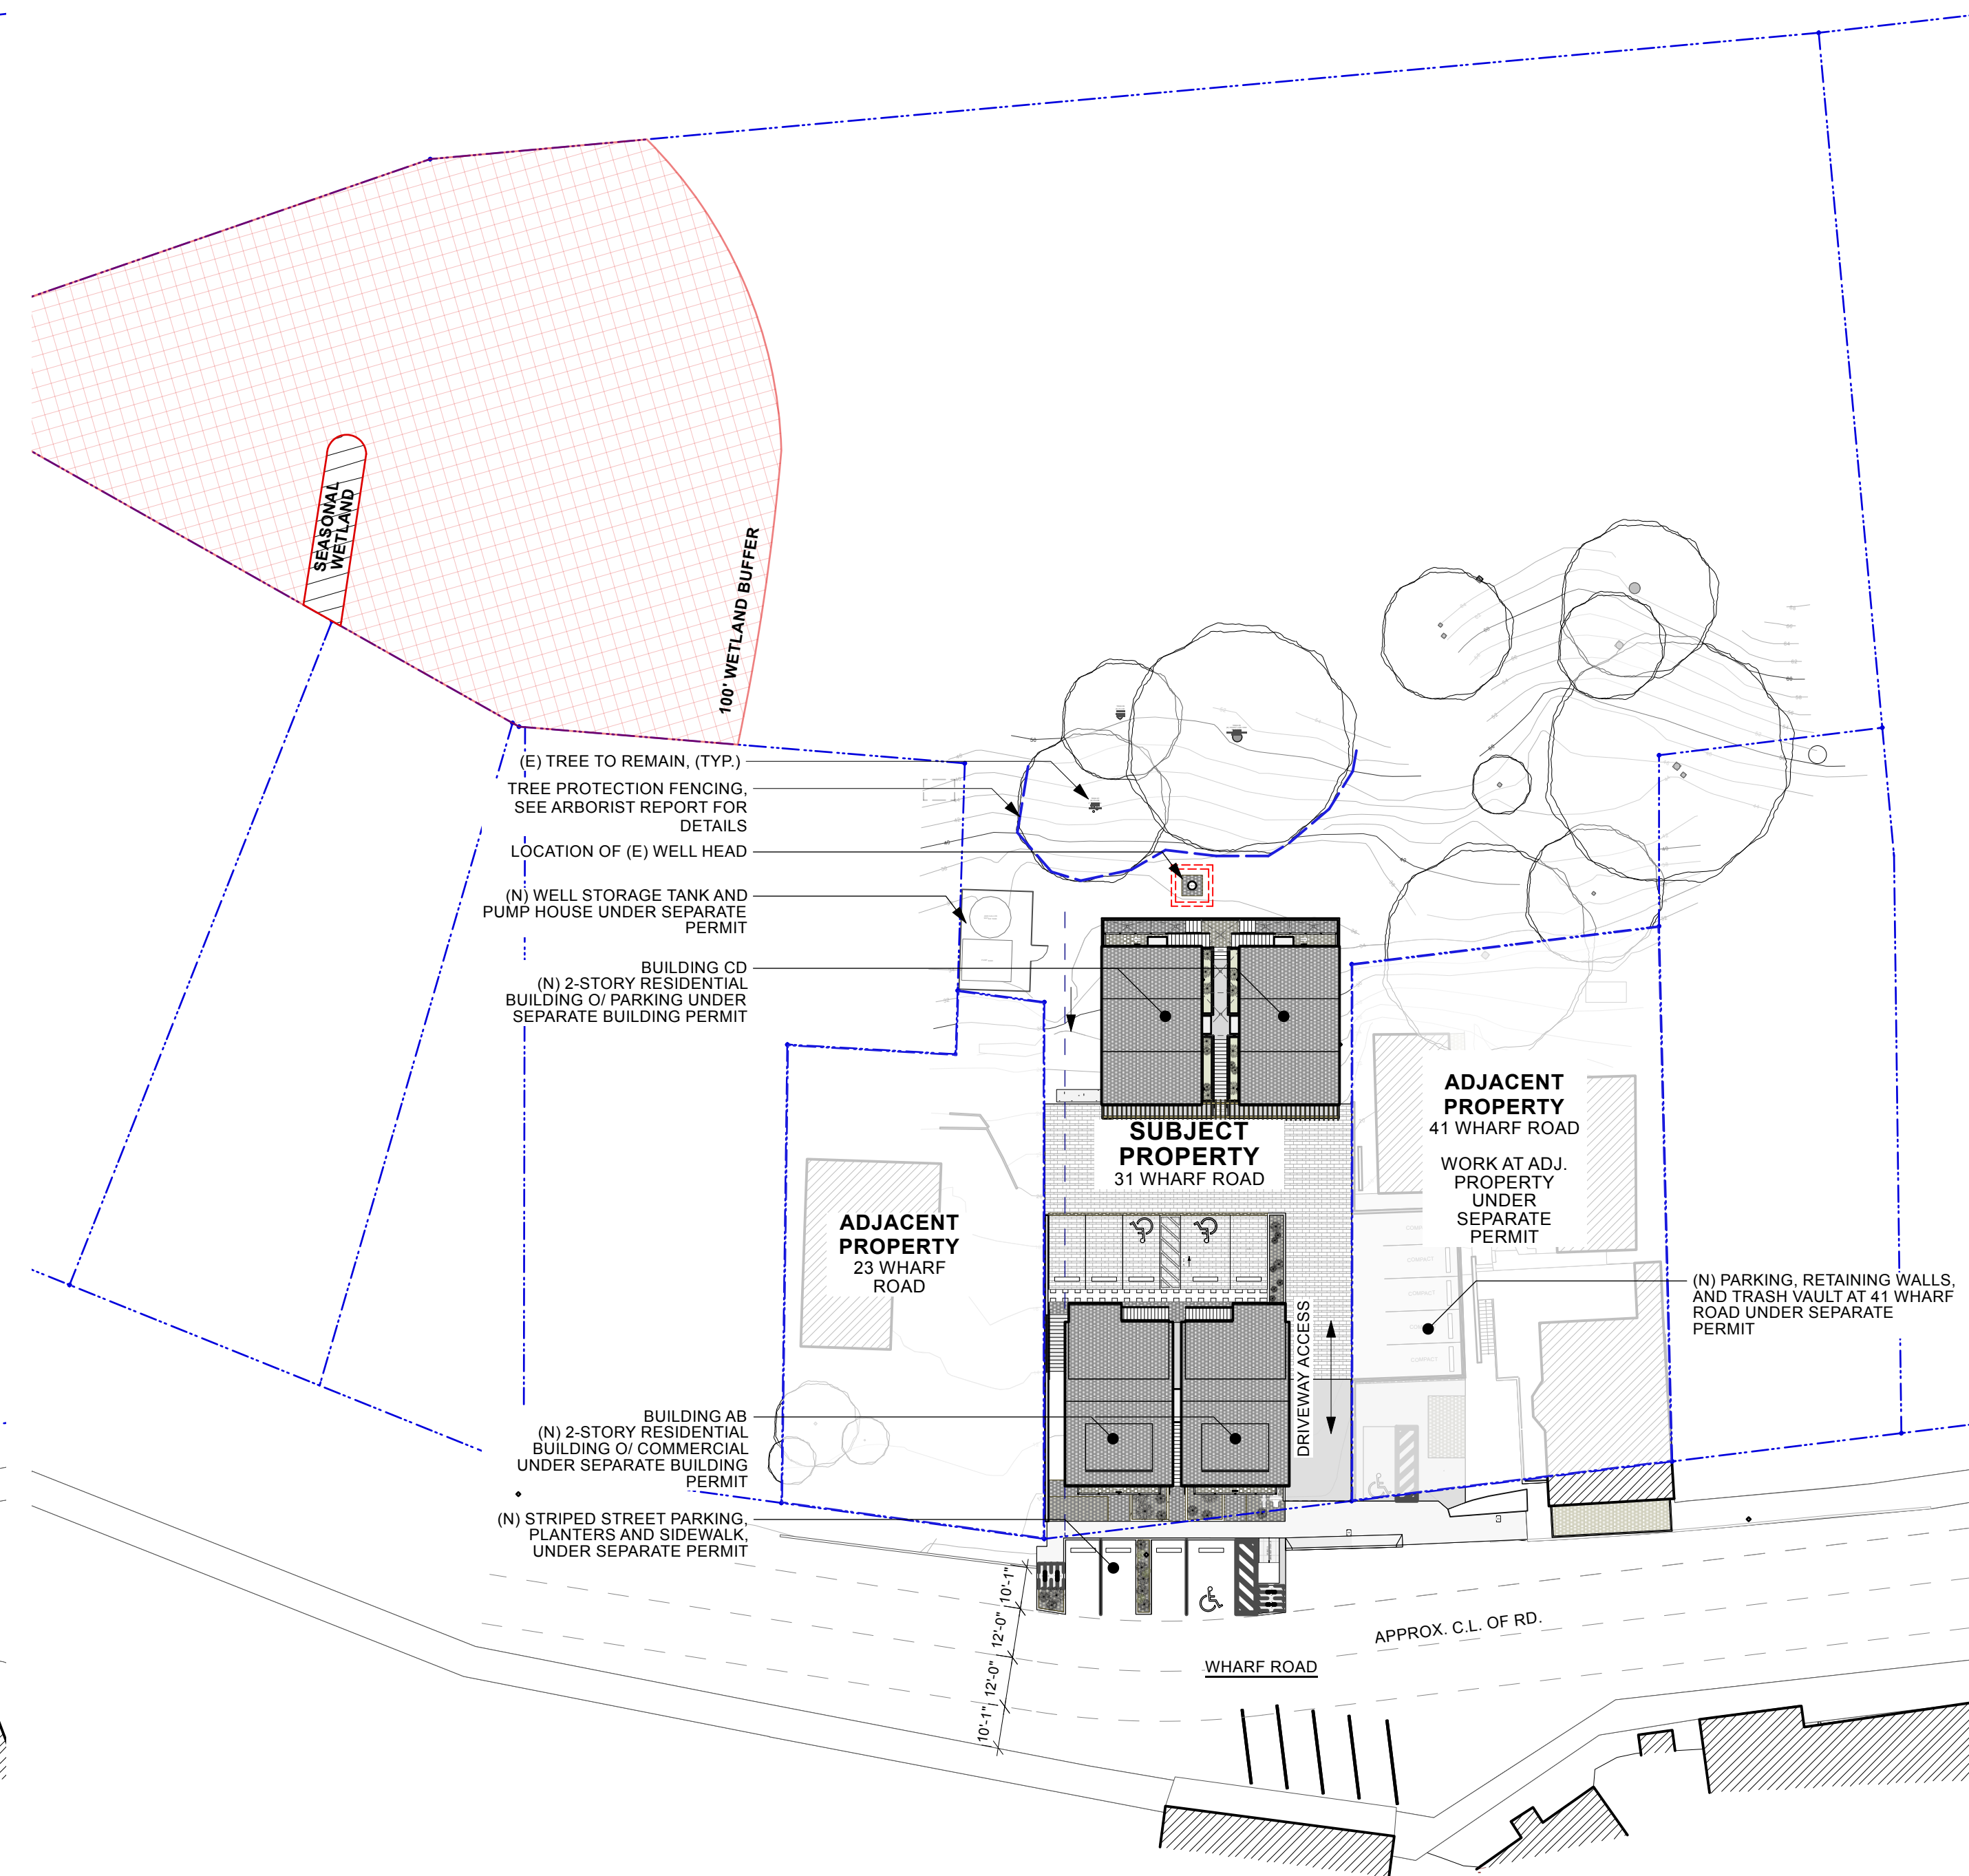 SEASONAL
WETLAND
100' WETLAND BUFFER
(E) TREE TO REMAIN, (TYP.)
TREE PROTECTION FENCING,
SEE ARBORIST REPORT FOR
DETAILS
LOCATION OF (E) WELL HEAD
(N) WELL STORAGE TANK AND
PUMP HOUSE UNDER SEPARATE
PERMIT
BUILDING CD
(N) 2-STORY RESIDENTIAL
BUILDING O/ PARKING UNDER
SEPARATE BUILDING PERMIT
SUBJECT
PROPERTY
31 WHARF ROAD
ADJACENT
PROPERTY
41 WHARF ROAD
WORK AT ADJ.
PROPERTY
UNDER
SEPARATE
PERMIT
ADJACENT
PROPERTY
23 WHARF
ROAD
COMPACT
COMPACT
COMPACT
(N) PARKING, RETAINING WALLS,
AND TRASH VAULT AT 41 WHARF
ROAD UNDER SEPARATE
PERMIT
DRIVEWAY ACCESS
BUILDING AB
(N) 2-STORY RESIDENTIAL
BUILDING O/ COMMERCIAL
UNDER SEPARATE BUILDING
PERMIT
(N) STRIPED STREET PARKING,
PLANTERS AND SIDEWALK,
UNDER SEPARATE PERMIT
10'-1"
12'-0"
12'-0"
10'-1"
APPROX. C.L. OF RD.
WHARF ROAD